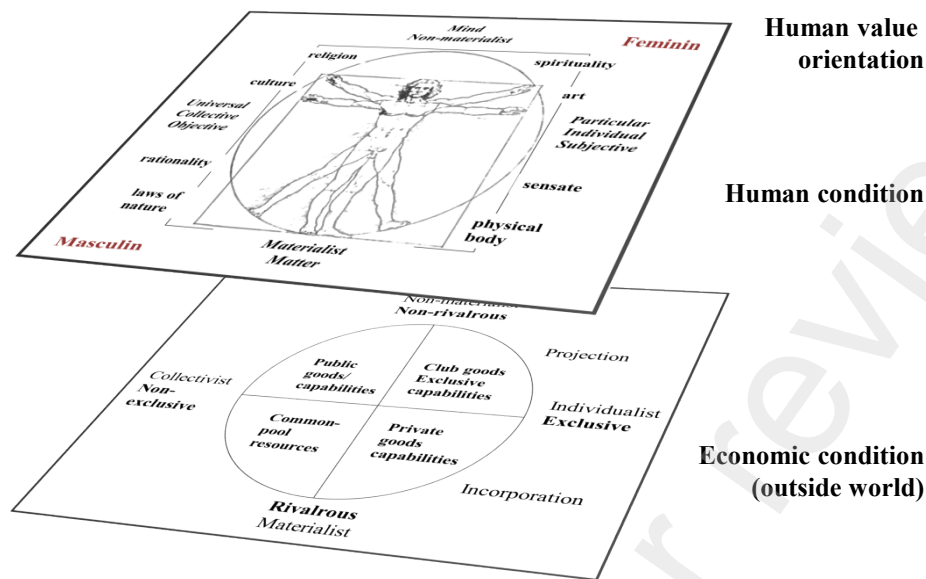 Mind
Non-materialist
Feminin
Human value
orientation
religion
spirituality
culture
art
Universal
Collective
Objective
Particular
Individual
Subjective
rationality
sensate
Human condition
laws of
nature
physical
body
Masculin
Materialist
Matter
Non-materialist
Non-rivalrous
Projection
Public
goods/
capabilities
Club goods
Exclusive
capabilities
Collectivist
Non-
exclusive
Individualist
Exclusive
Common-
pool
resources
Private
goods
capabilities
Economic condition
(outside world)
Incorporation
Rivalrous
Materialist
r revie